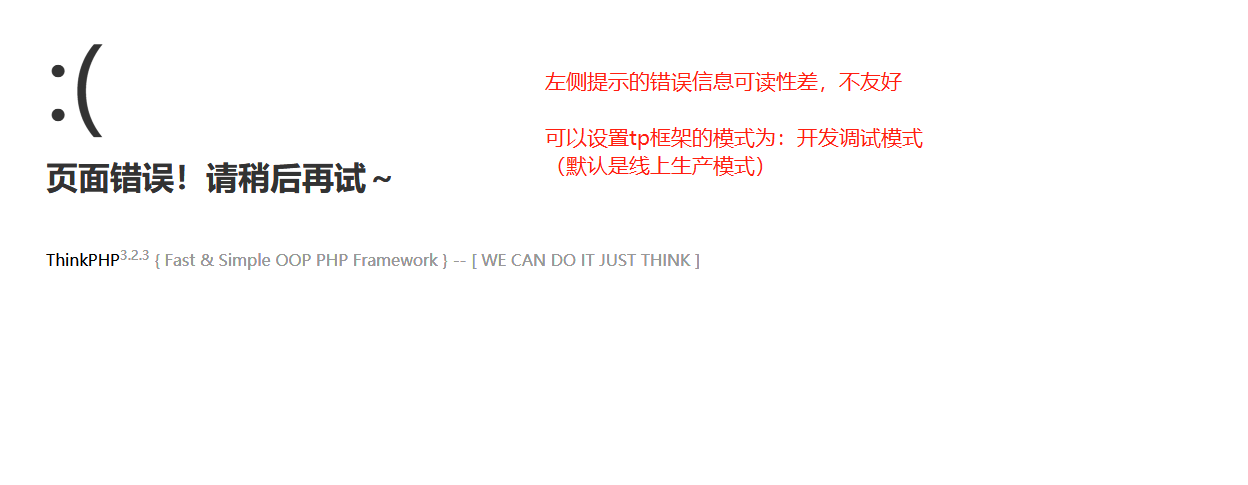 :(
左侧提示的错误信息可读性差，不友好
可以设置tp框架的模式为：开发调试模式
（默认是线上生产模式）
页面错误！请稍后再试～
ThinkPHP3.2.3 { Fast & Simple OOP PHP Framework } -- [ WE CAN DO IT JUST THINK ]